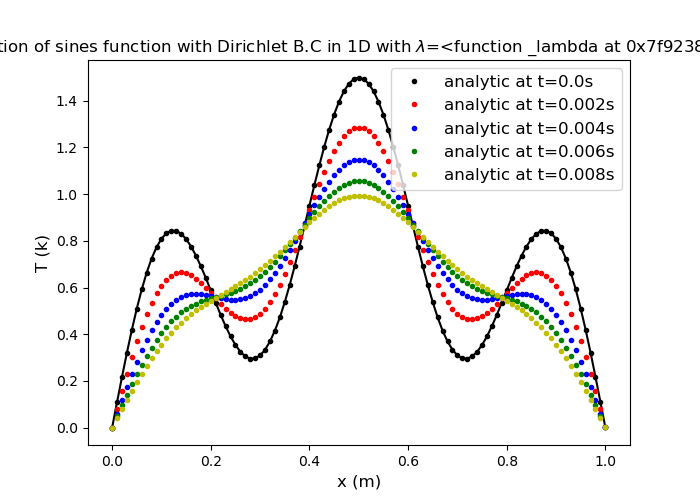 tion of sines function with Dirichlet B.C in 1D with λ=<function _lambda at 0x7f9238
analytic at t=0.0s
analytic at t=0.002s
analytic at t=0.004s
analytic at t=0.006s
analytic at t=0.008s
1.4
1.2
1.0
0.8
0.6
0.4
0.2
0.0
T (k)
0.0 0.2 0.4 0.6 0.8 1.0
x (m)